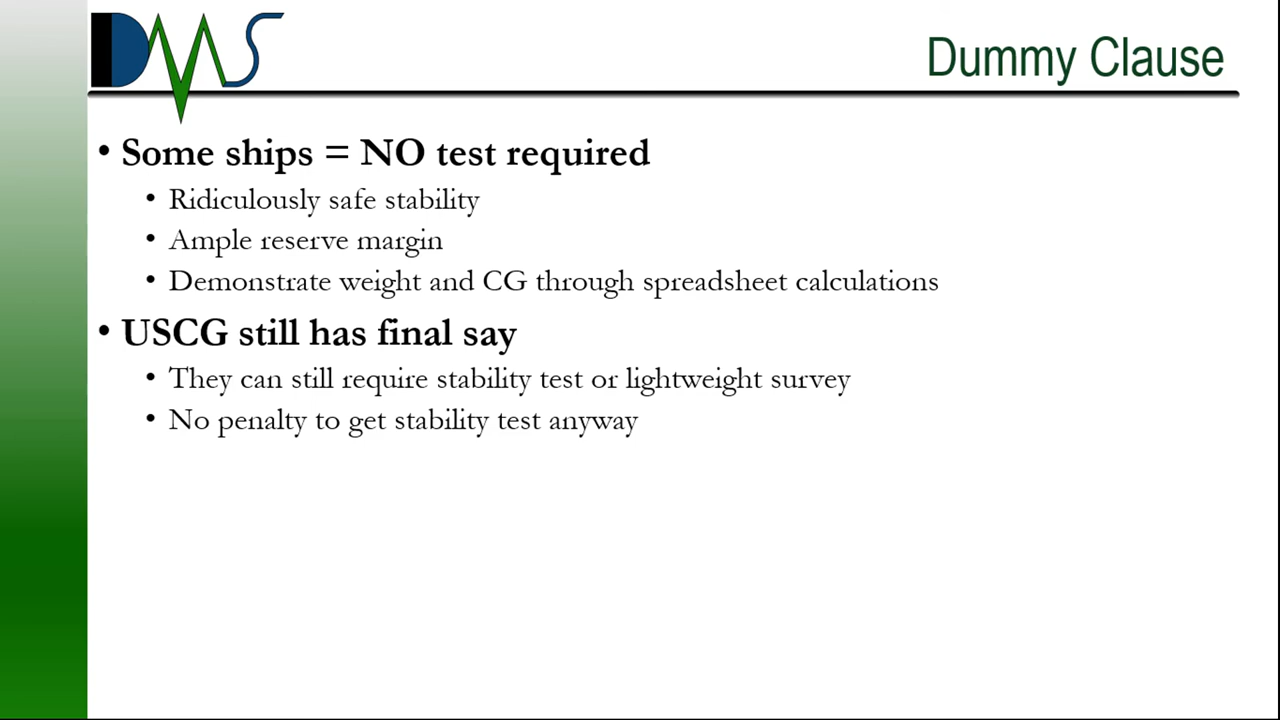 DMS
Dummy Clause
• Some ships = NO test required
• Ridiculously safe stability
• Ample reserve margin
• Demonstrate weight and CG through spreadsheet calculations
• USCG still has final say
• They can still require stability test or lightweight survey
• No penalty to get stability test anyway